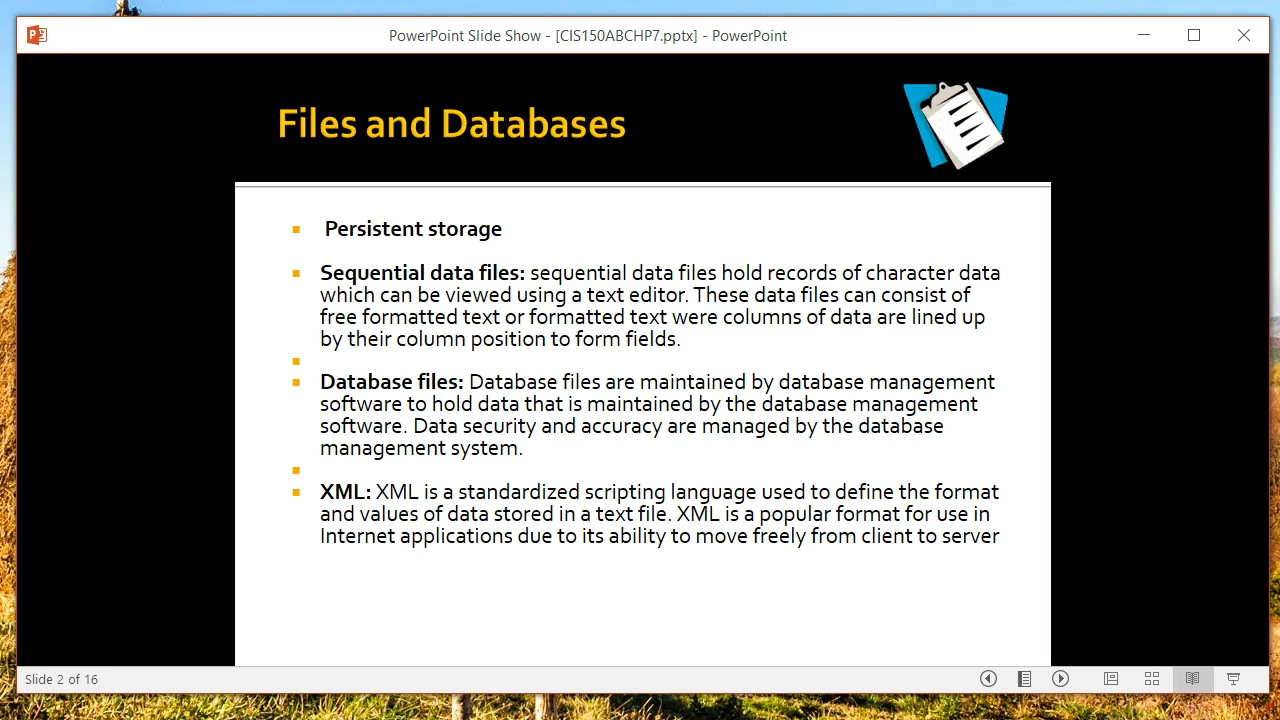 PowerPoint Slide Show - [CIS150ABCHP7.pptx] - PowerPoint
Files and Databases
Persistent storage
Sequential data files: sequential data files hold records of character data
which can be viewed using a text editor. These data files can consist of
free formatted text or formatted text were columns of data are lined up
by their column position to form fields.
Database files: Database files are maintained by database management
software to hold data that is maintained by the database management
software. Data security and accuracy are managed by the database
management system.
XML: XML is a standardized scripting language used to define the format
and values of data stored in a text file. XML is a popular format for use in
Internet applications due to its ability to move freely from client to server
Slide 2 of 16